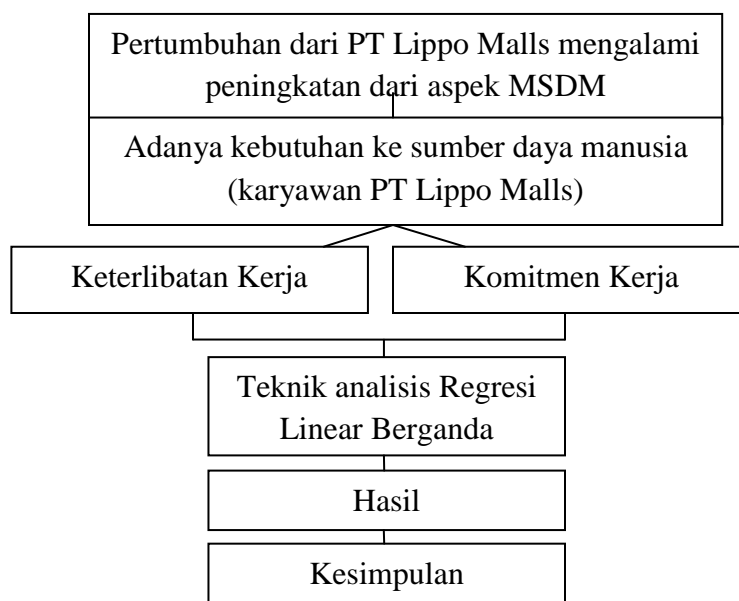 Pertumbuhan dari PT Lippo Malls mengalami
peningkatan dari aspek MSDM
Adanya kebutuhan ke sumber daya manusia
(karyawan PT Lippo Malls)
Keterlibatan Kerja
Komitmen Kerja
Teknik analisis Regresi
Linear Berganda
Hasil
Kesimpulan